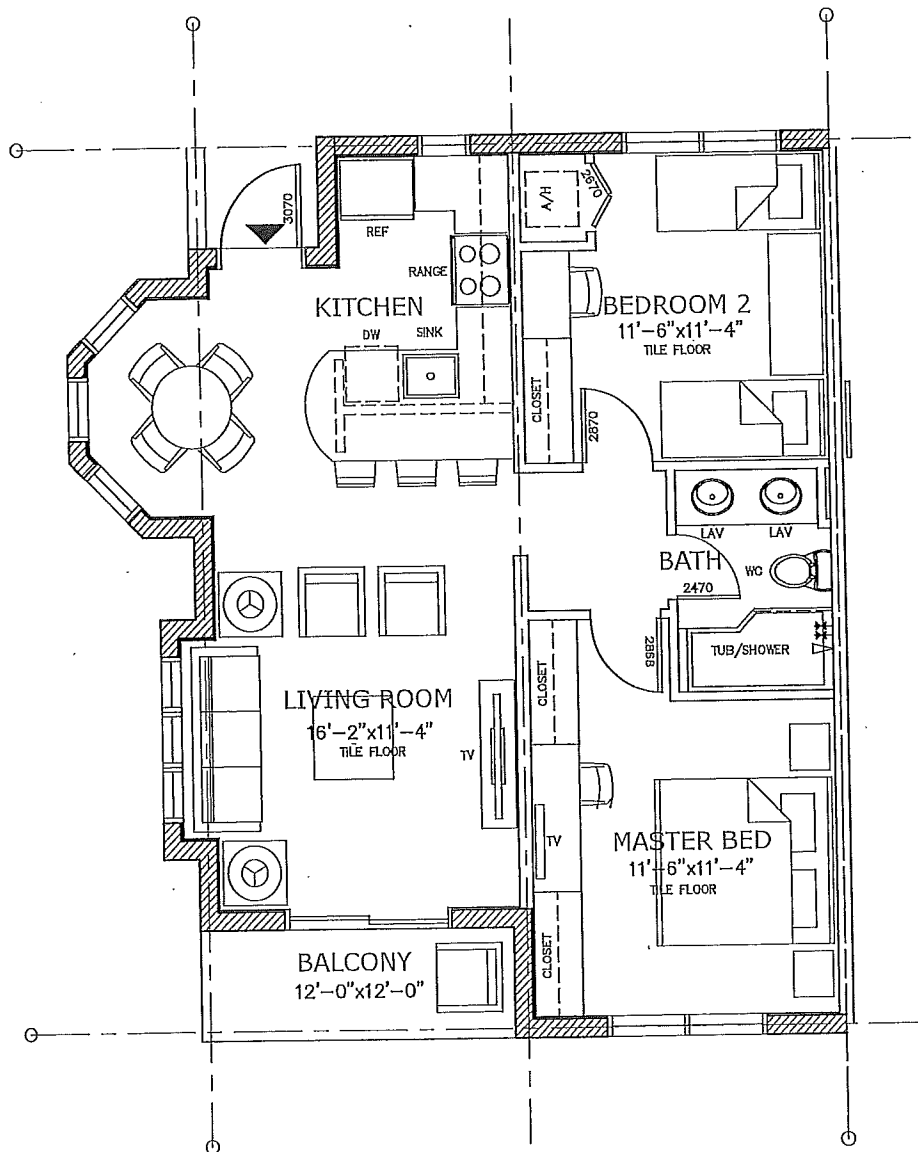 3070
REF
A/H
2670
RANGE
KITCHEN
DW
SINK
BEDROOM 2
11'-6"x11'-4"
TILE FLOOR
CLOSET
2870
LAV
LAV
BATH
WC
2470
TUB/SHOWER
2868
CLOSET
LIVING ROOM
16'-2"x11'-4"
TILE FLOOR
TV
TV
MASTER BED
11'-6"x11'-4"
TILE FLOOR
CLOSET
BALCONY
12'-0"x12'-0"